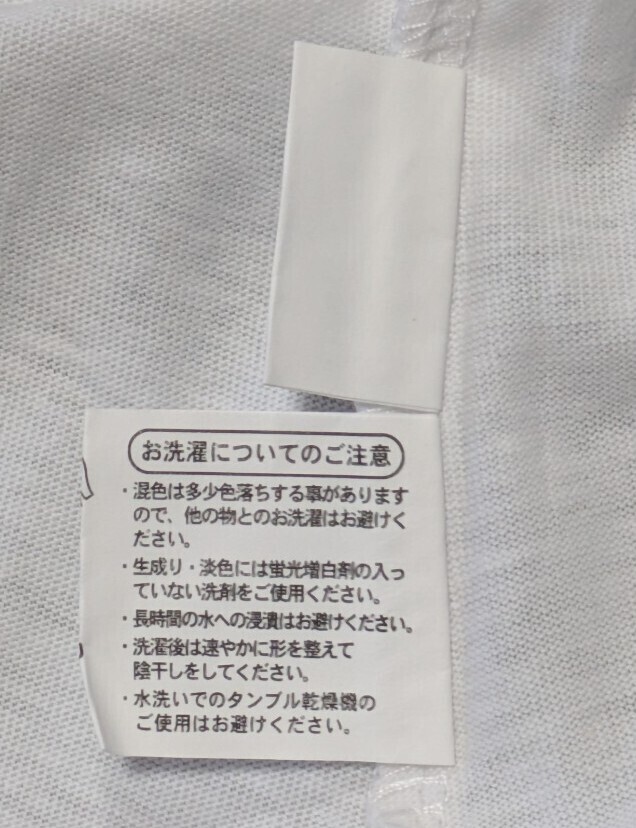 お洗濯についてのご注意
・混色は多少色落ちする事があります
ので、他の物とのお洗濯はお避けく
ださい。
・生成り・淡色には蛍光増白剤の入っ
ていない洗剤をご使用ください。
・長時間の水への浸漬はお避けください。
・洗濯後は速やかに形を整えて
陰干しをしてください。
・水洗いでのタンブル乾燥機の
ご使用はお避けください。